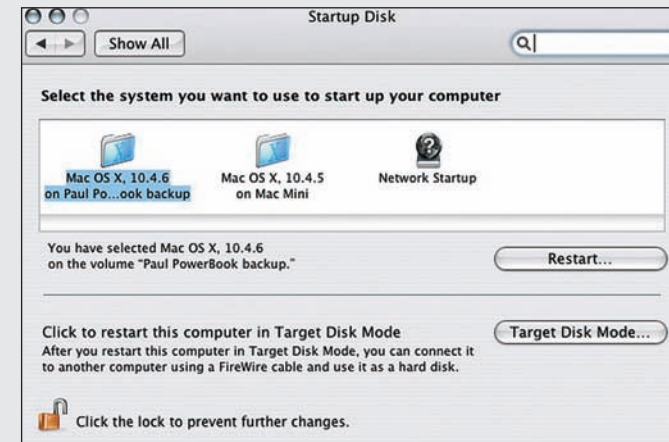 Startup Disk
Show All
Select the system you want to use to start up your computer
Mac OS X, 10.4.6
on Paul Po...ook backup
Mac OS X, 10.4.5
on Mac Mini
Network Startup
You have selected Mac OS X, 10.4.6
on the volume “Paul PowerBook backup.”
Restart...
Click to restart this computer in Target Disk Mode
After you restart this computer in Target Disk Mode, you can connect it
to another computer using a FireWire cable and use it as a hard disk.
Target Disk Mode...
Click the lock to prevent further changes.